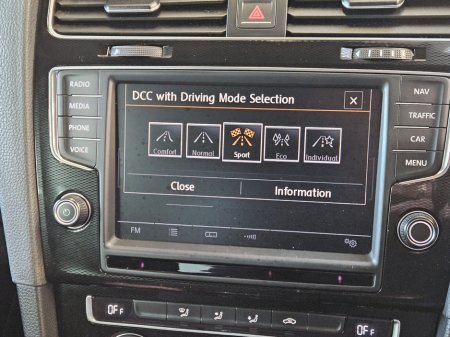 DCC with Driving Mode Selection
RADIO
MEDIA
PHONE
VOICE
NAV
TRAFFIC
CAR
MENU
Comfort
Normal
Sport
Eco
Individual
Close
Information
FM
OFF
OFF